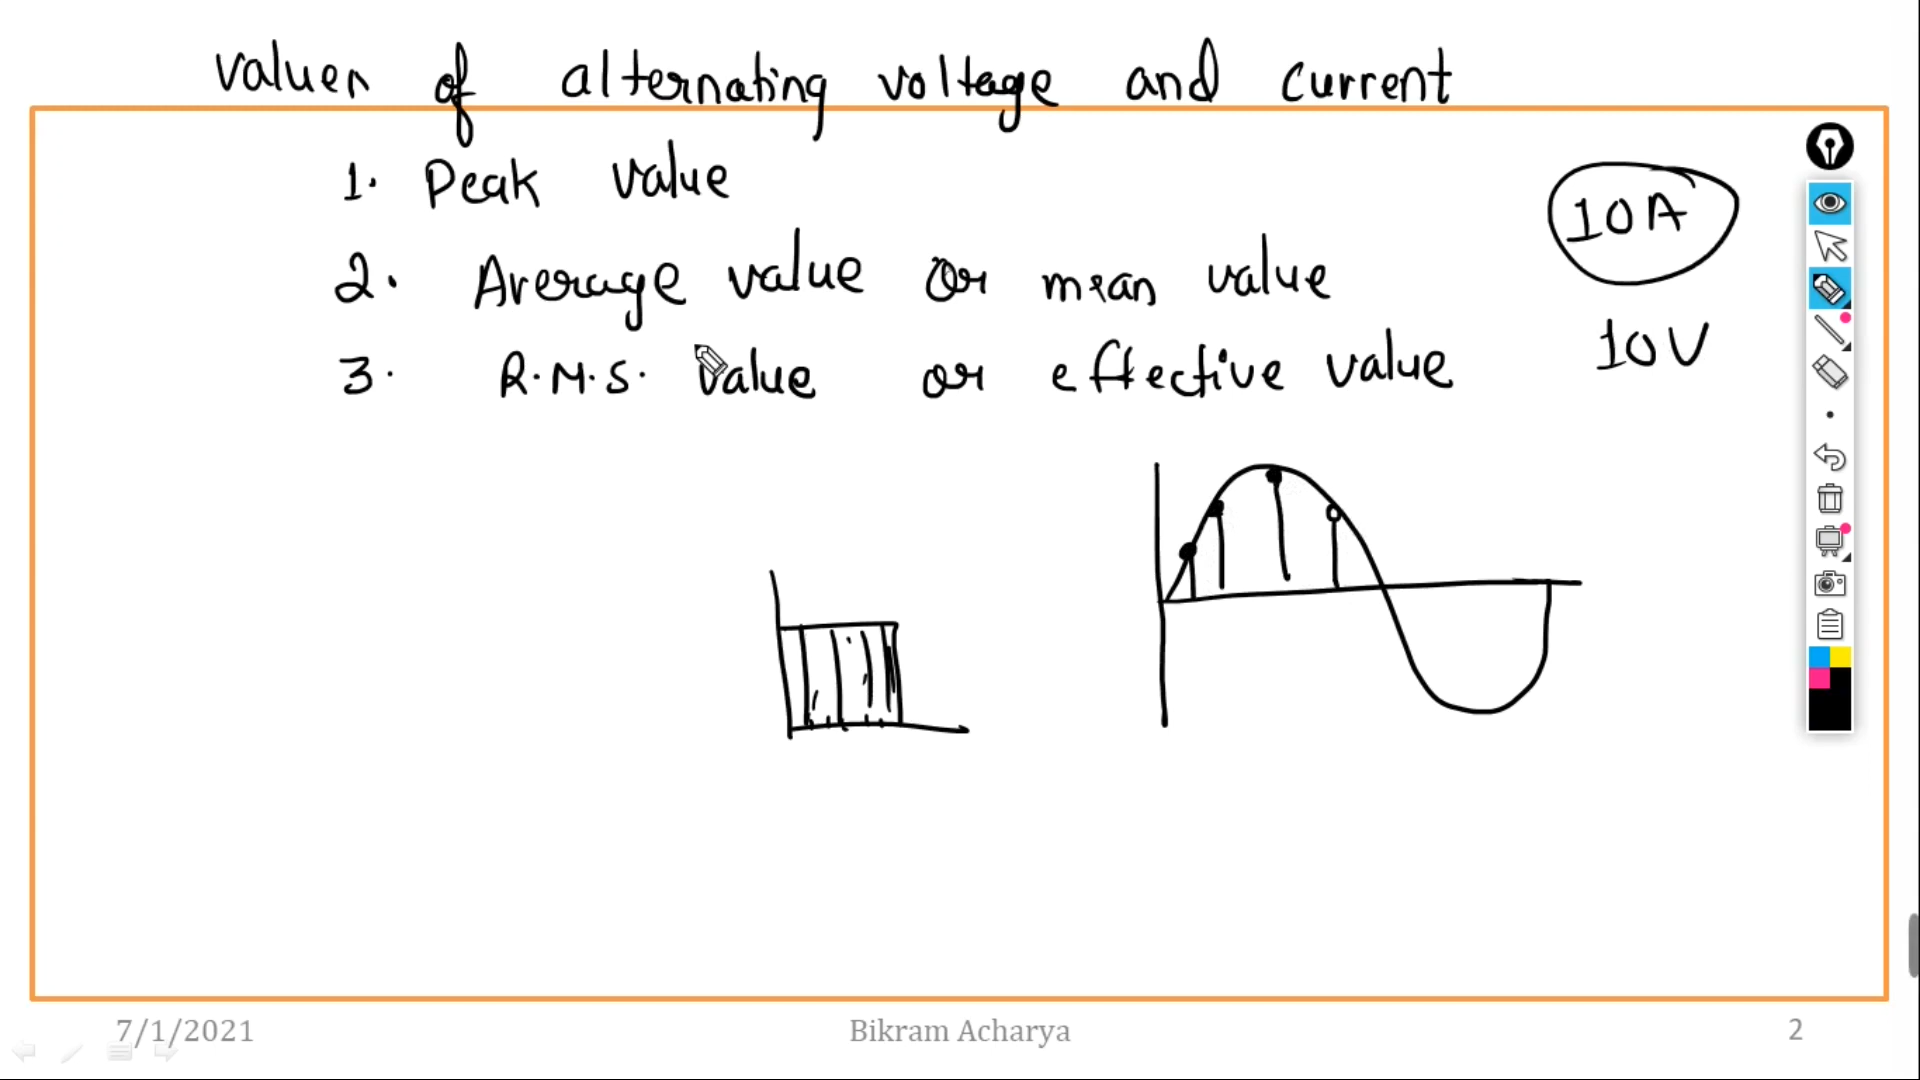 values of alternating voltage and current
1. Peak value
2. Average value or mean value
3. R.M.S. value or effective value
10A
10V
7/1/2021 Bikram Acharya 2